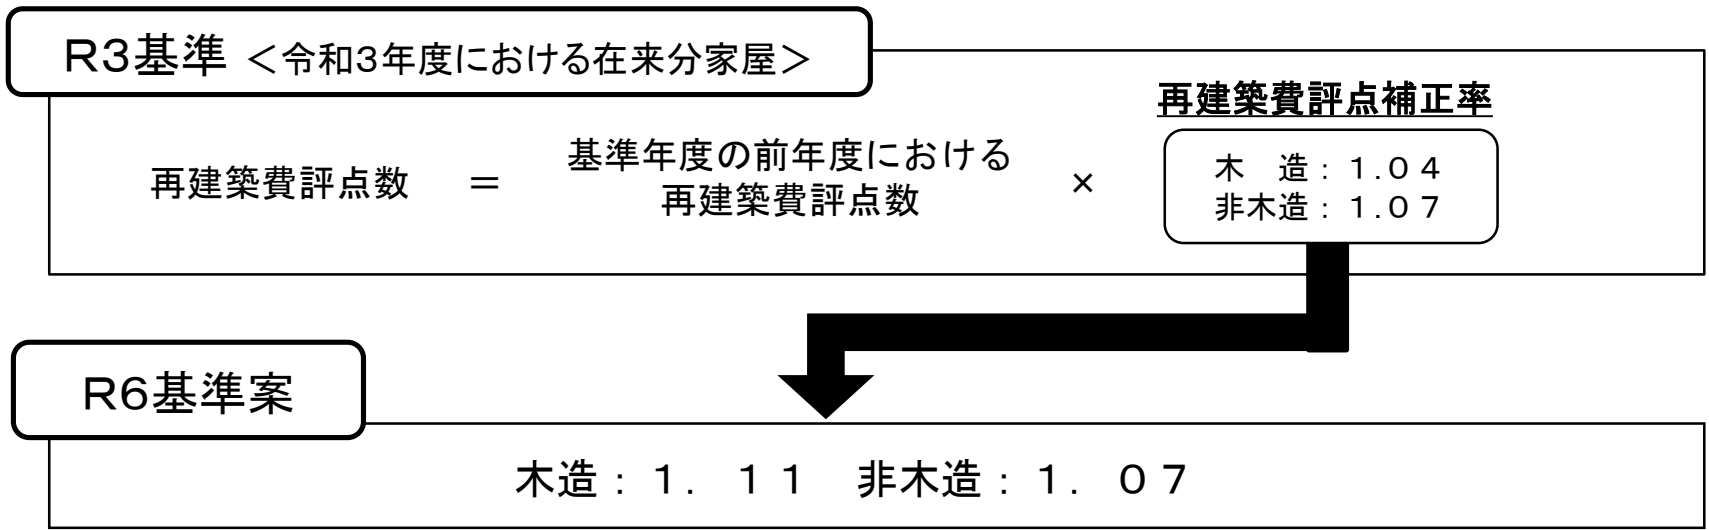 R3基準 <令和3年度における在来分家屋>
再建築費評点補正率
再建築費評点数 = 基準年度の前年度における
再建築費評点数 × 木 造：1.04
非木造：1.07
R6基準案
木造：1.11 非木造：1.07